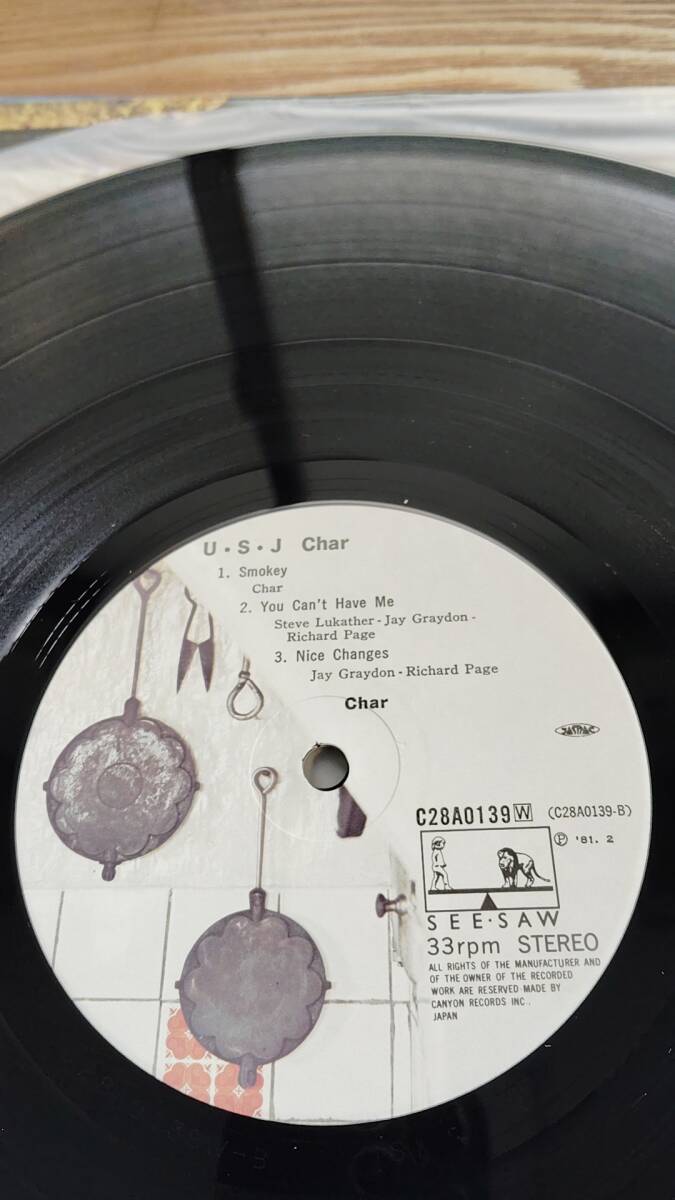 U・S・J Char
1. Smokey
Char
2. You Can't Have Me
Steve Lukather - Jay Graydon -
Richard Page
3. Nice Changes
Jay Graydon - Richard Page
Char
JASRAC
C28A0139 W (C28A0139-B)
Ⓟ '81. 2
SEE・SAW
33rpm STEREO
ALL RIGHTS OF THE MANUFACTURER AND
OF THE OWNER OF THE RECORDED
WORK ARE RESERVED MADE BY
CANYON RECORDS INC.,
JAPAN